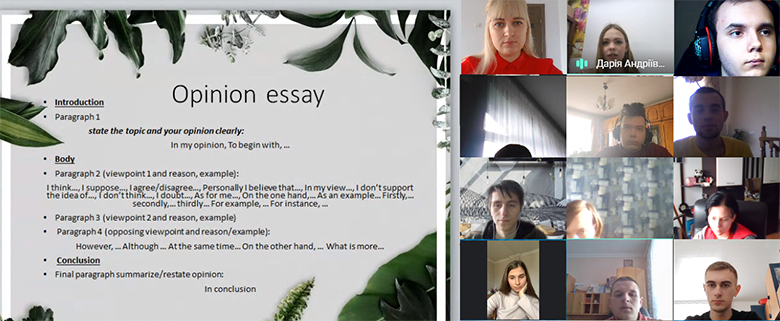 Opinion essay
Introduction
Paragraph 1
state the topic and your opinion clearly:
In my opinion, To begin with, ...
Body
Paragraph 2 (viewpoint 1 and reason, example):
I think..., I suppose..., I agree/disagree..., Personally I believe that..., In my view..., I don't support
the idea of..., I don't think..., I doubt..., As for me..., On the one hand,... As an example... Firstly,...
secondly,... thirdly... For example, ... For instance, ...
Paragraph 3 (viewpoint 2 and reason, example)
Paragraph 4 (opposing viewpoint and reason/example):
However, ... Although ... At the same time... On the other hand, ... What is more...
Conclusion
Final paragraph summarize/restate opinion:
In conclusion
Дарія Андріїв...